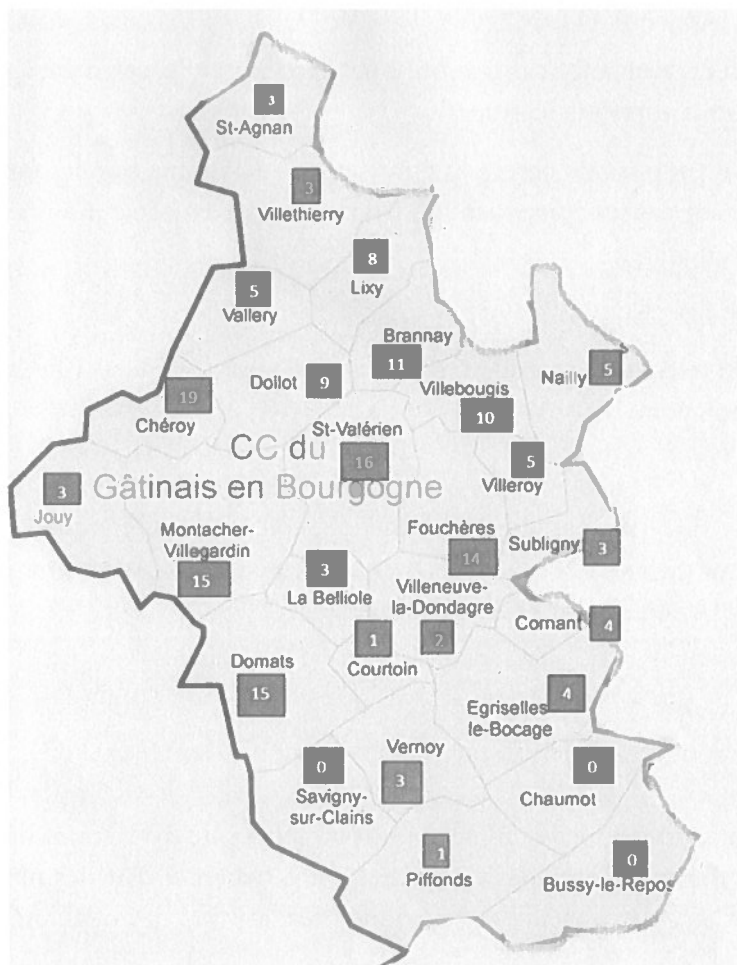 3
St-Agnan
3
Villethierry
8
Lixy
5
Vallery
Brannay
11
Dollot
9
Villebougis
10
Nailly
5
19
Chéroy
St-Valérien
16
CC du
Gâtinais en Bourgogne
5
Villeroy
3
Jouy
Montacher-
Villegardin
15
3
La Belliole
Fouchères
14
Subligny
3
Villeneuve-
la-Dondagre
2
1
Courtoin
Cornant
4
Domats
15
4
Egriselles
le-Bocage
0
Savigny-
sur-Clairis
Vernoy
3
0
Chaumot
1
Piffonds
0
Bussy-le-Repos